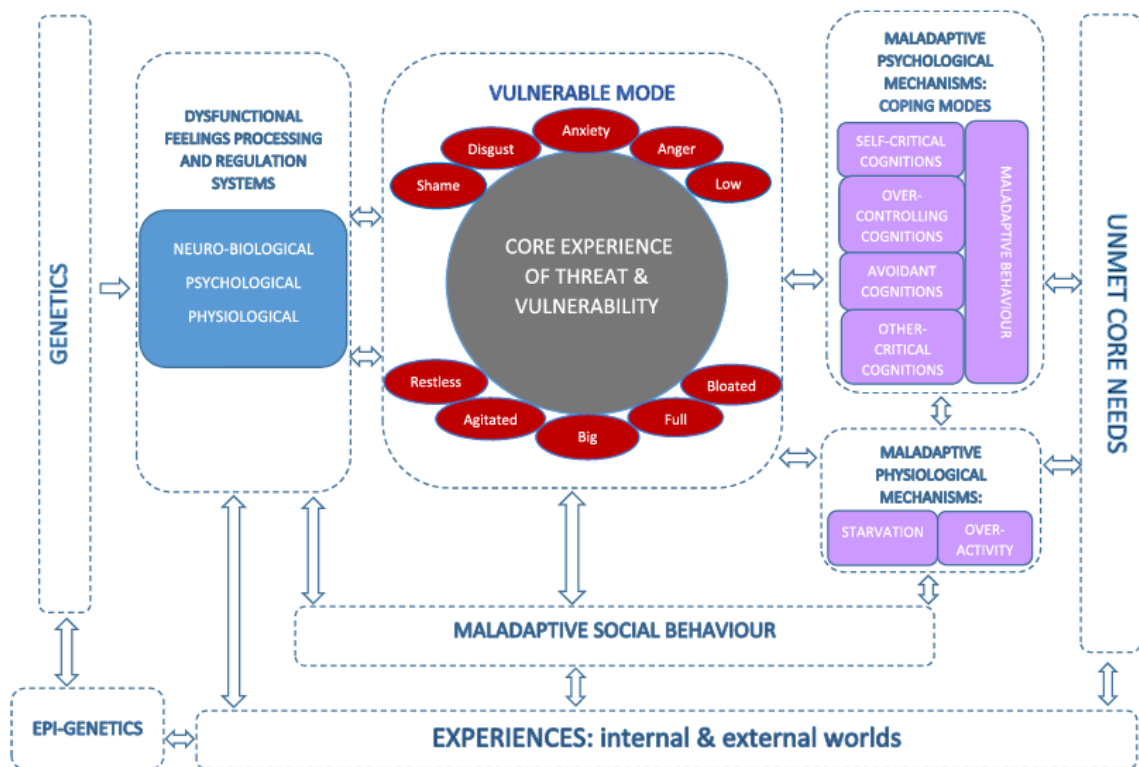 GENETICS
DYSFUNCTIONAL
FEELINGS PROCESSING
AND REGULATION
SYSTEMS
NEURO-BIOLOGICAL
PSYCHOLOGICAL
PHYSIOLOGICAL
VULNERABLE MODE
Anxiety
Disgust
Anger
Shame
Low
CORE EXPERIENCE
OF THREAT &
VULNERABILITY
Restless
Bloated
Agitated
Full
Big
MALADAPTIVE
PSYCHOLOGICAL
MECHANISMS:
COPING MODES
SELF-CRITICAL
COGNITIONS
OVER-
CONTROLLING
COGNITIONS
AVOIDANT
COGNITIONS
OTHER-
CRITICAL
COGNITIONS
MALADAPTIVE BEHAVIOUR
MALADAPTIVE
PHYSIOLOGICAL
MECHANISMS:
STARVATION
OVER-
ACTIVITY
UNMET CORE NEEDS
MALADAPTIVE SOCIAL BEHAVIOUR
EPI-GENETICS
EXPERIENCES: internal & external worlds